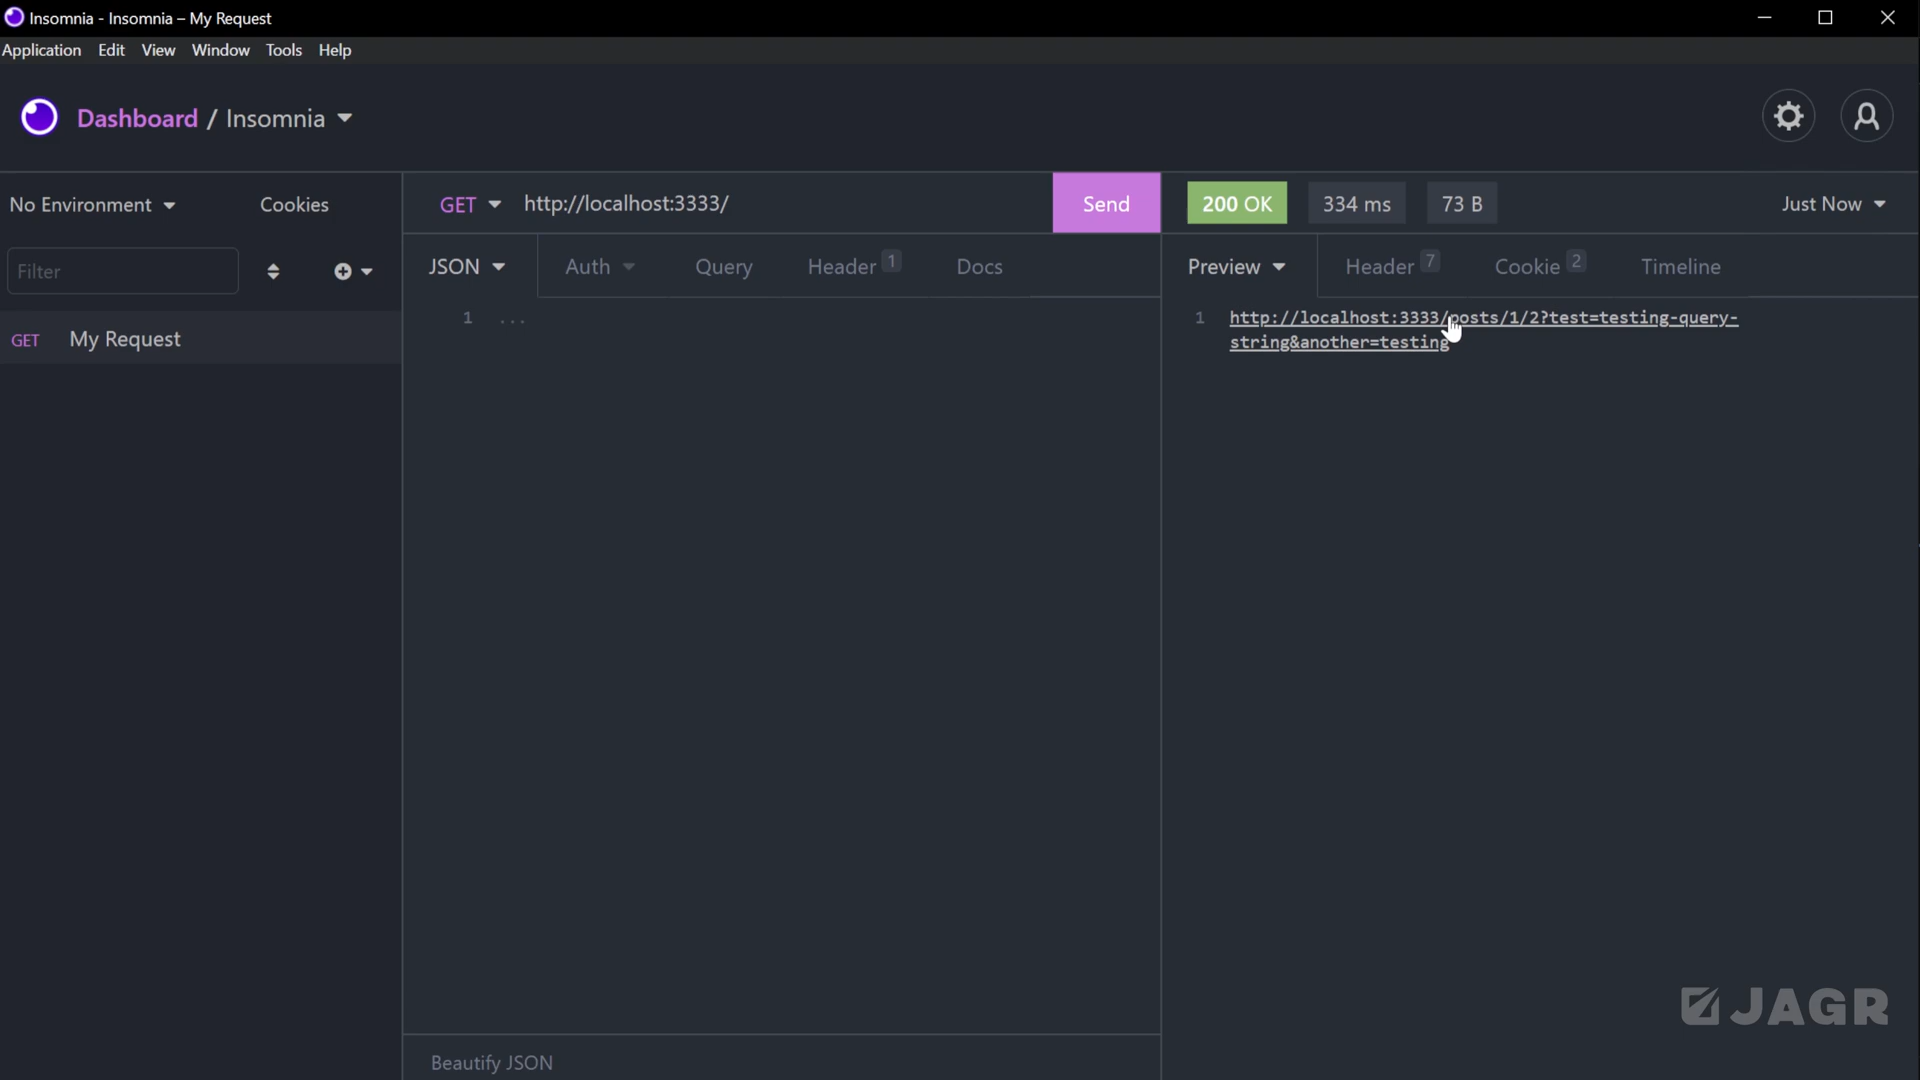 Insomnia - Insomnia – My Request
Application Edit View Window Tools Help
Dashboard / Insomnia
No Environment Cookies
GET http://localhost:3333/ Send
200 OK 334 ms 73 B Just Now
Filter
JSON Auth Query Header 1 Docs
Preview Header 7 Cookie 2 Timeline
GET My Request
1 ...
1 http://localhost:3333/posts/1/2?test=testing-query-
string&another=testing
JAGR
Beautify JSON